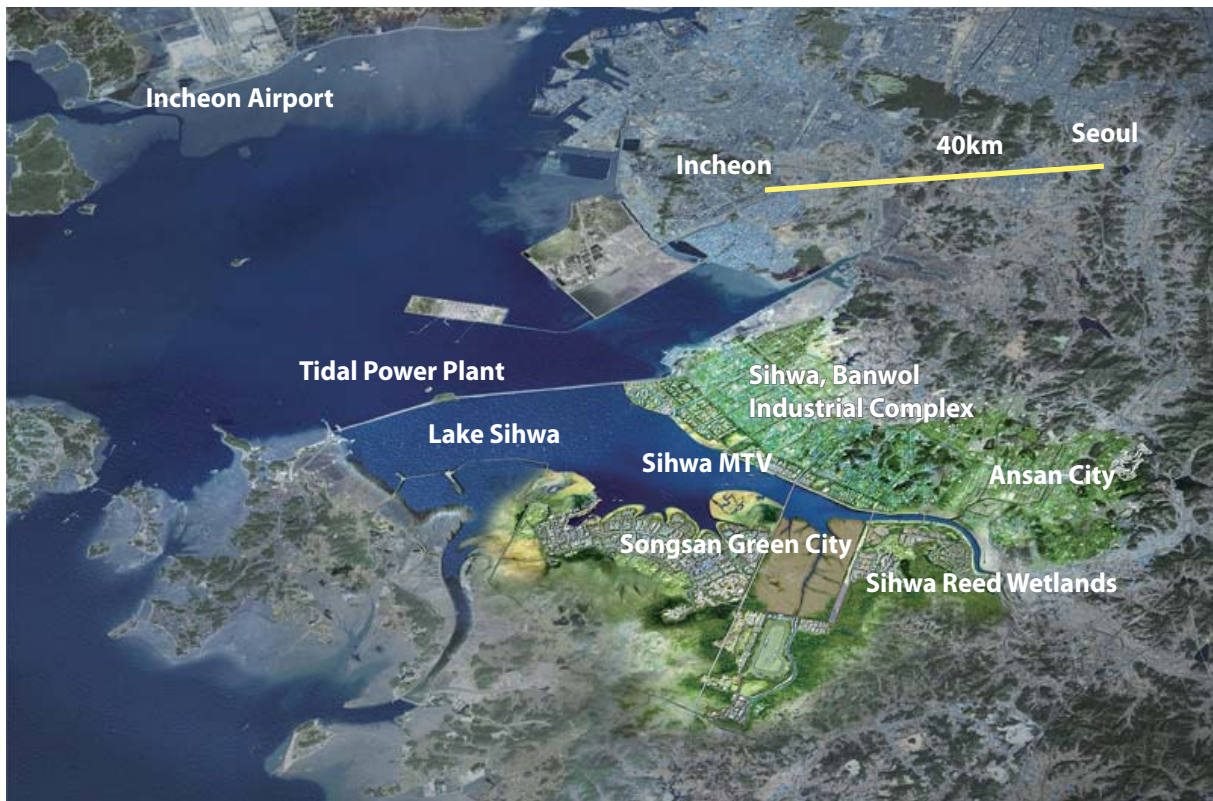 Incheon Airport
Seoul
40km
Incheon
Tidal Power Plant
Sihwa, Banwol
Industrial Complex
Lake Sihwa
Sihwa MTV
Ansan City
Songsan Green City
Sihwa Reed Wetlands